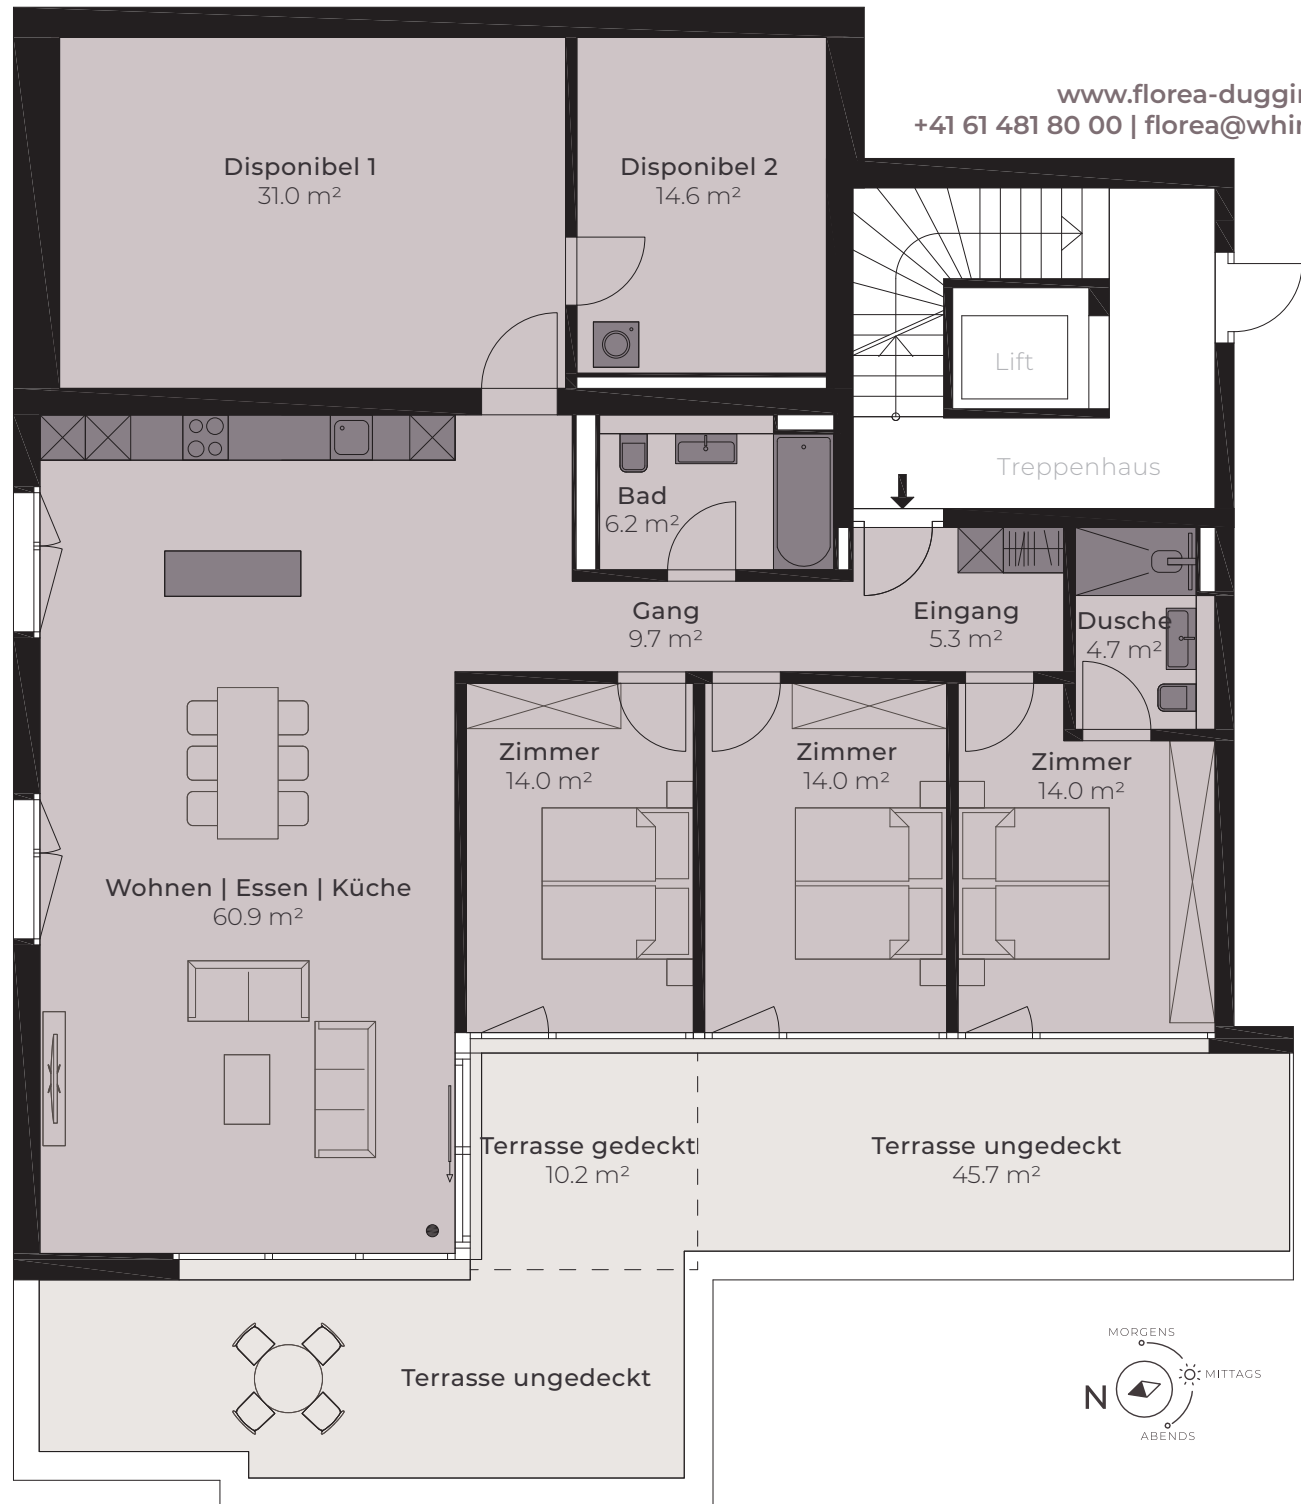 www.florea-duggi
+41 61 481 80 00 | florea@whi
Disponibel 1
31.0 m²
Disponibel 2
14.6 m²
Lift
Treppenhaus
Bad
6.2 m²
Gang
9.7 m²
Eingang
5.3 m²
Dusche
4.7 m²
Zimmer
14.0 m²
Zimmer
14.0 m²
Zimmer
14.0 m²
Wohnen | Essen | Küche
60.9 m²
Terrasse gedeckt
10.2 m²
Terrasse ungedeckt
45.7 m²
Terrasse ungedeckt
MORGENS
MITTAGS
N
ABENDS